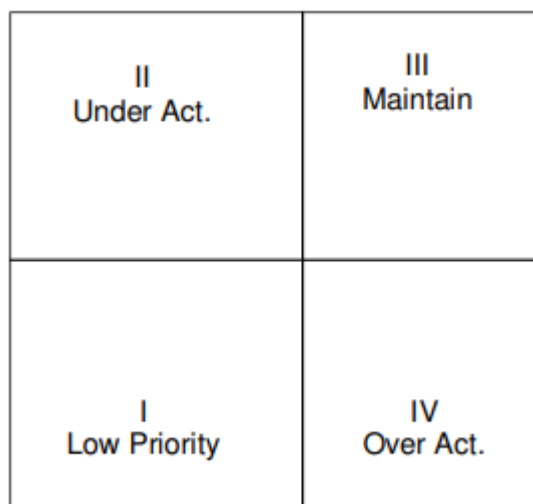 II
Under Act.
III
Maintain
I
Low Priority
IV
Over Act.